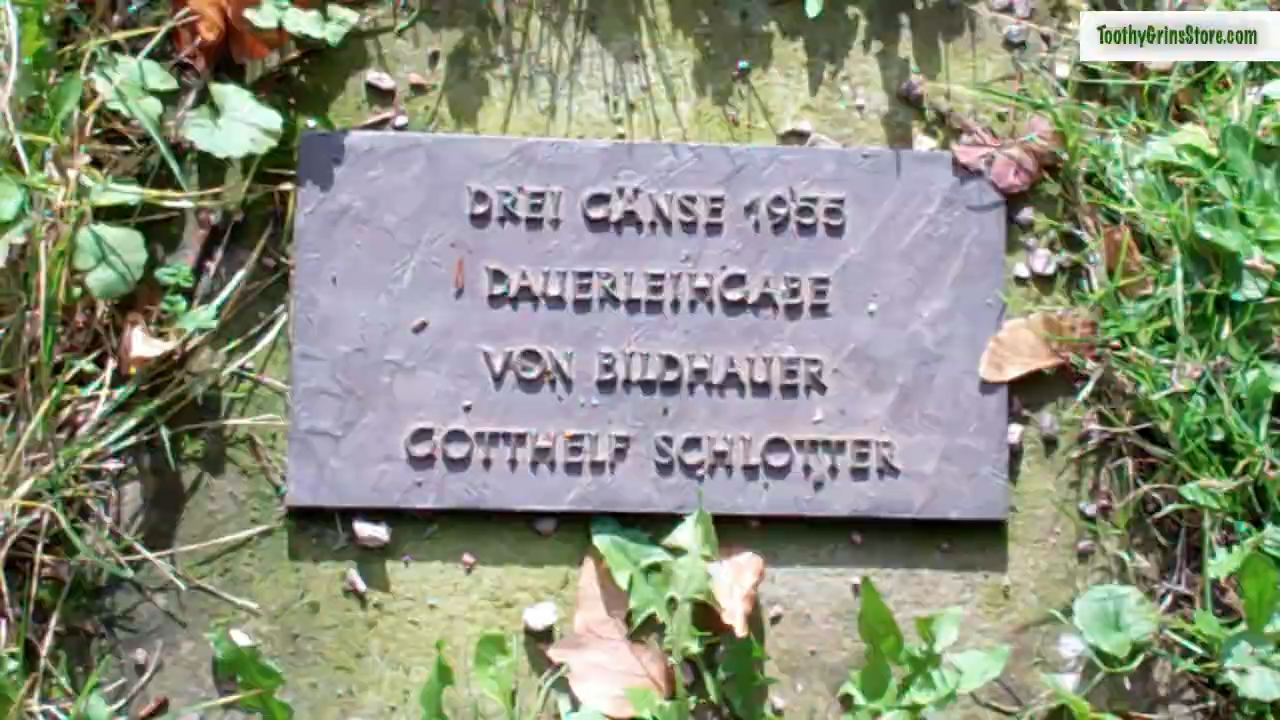 ToothyGrinsStore.com
DREI GÄNSE 1955
DAUERLEIHGABE
VON BILDHAUER
GOTTHELF SCHLOTTER